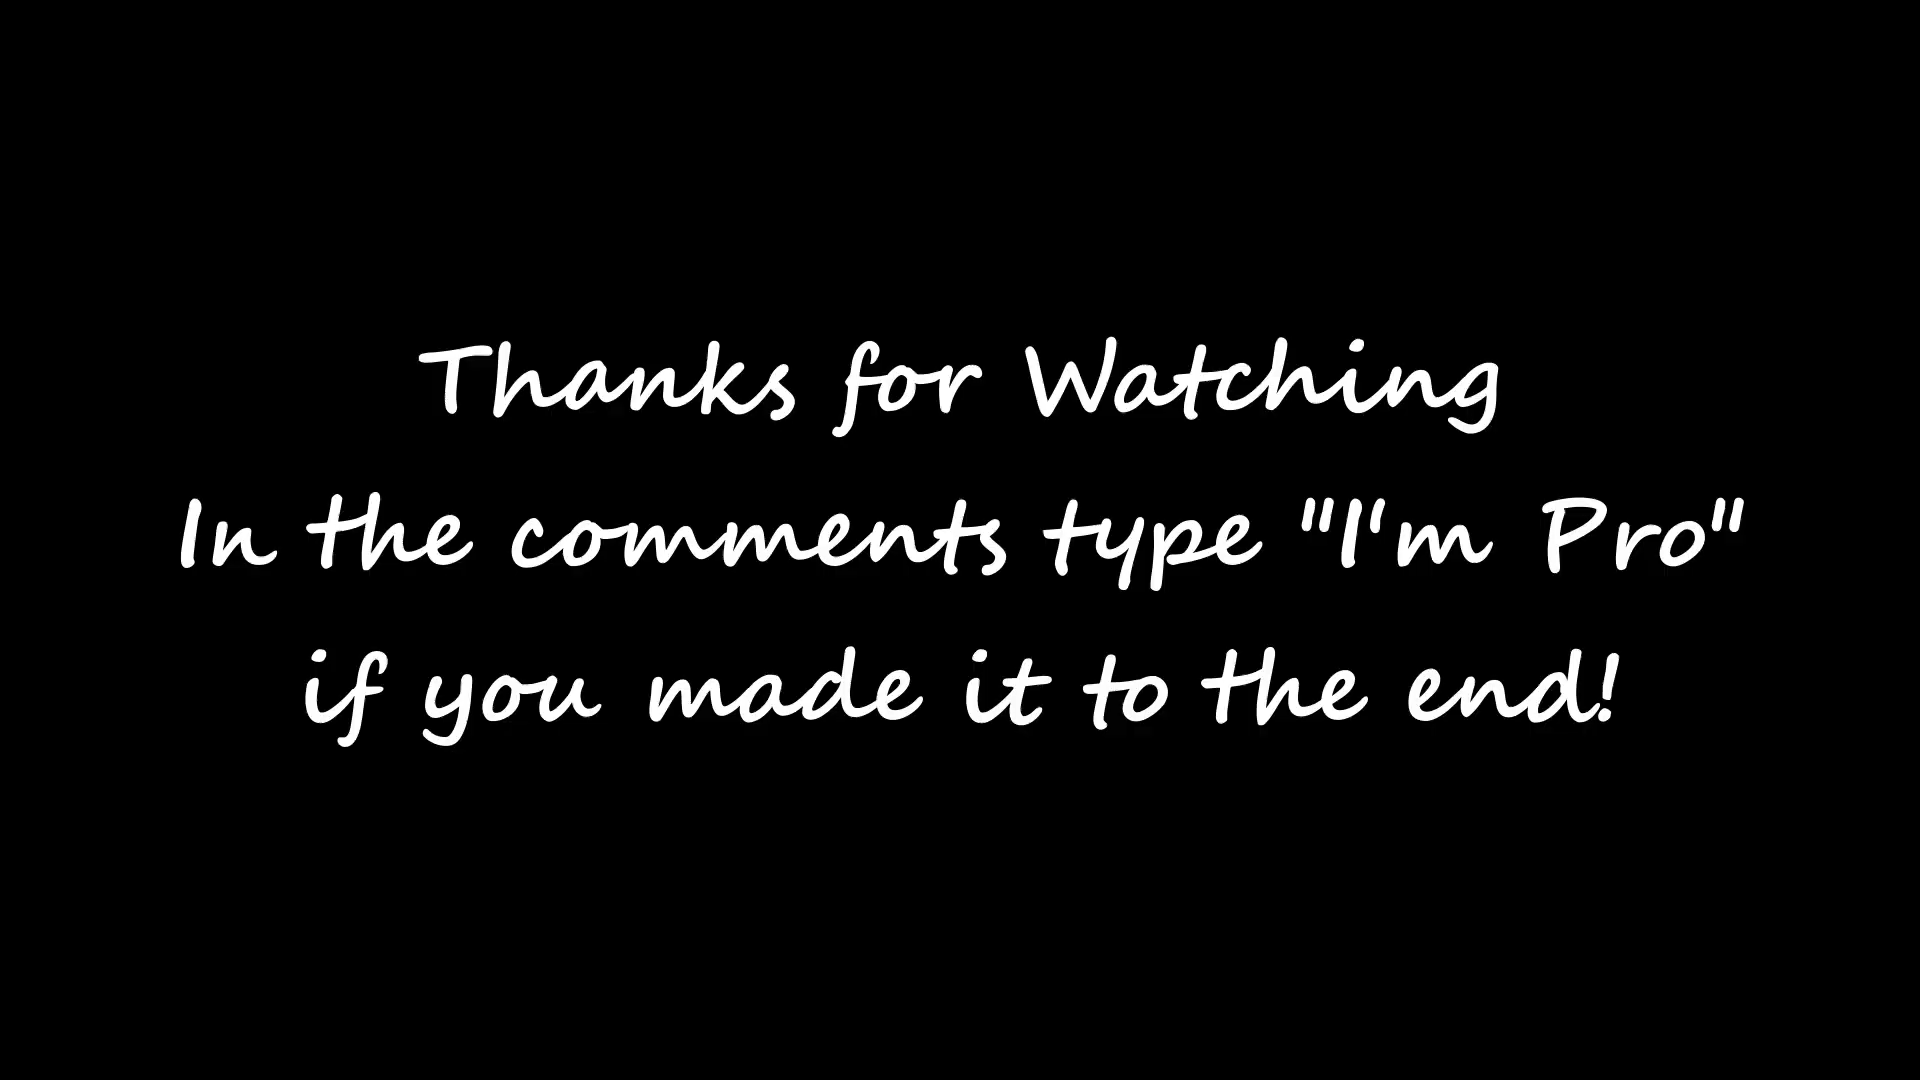 Thanks for Watching
In the comments type "I'm Pro"
if you made it to the end!